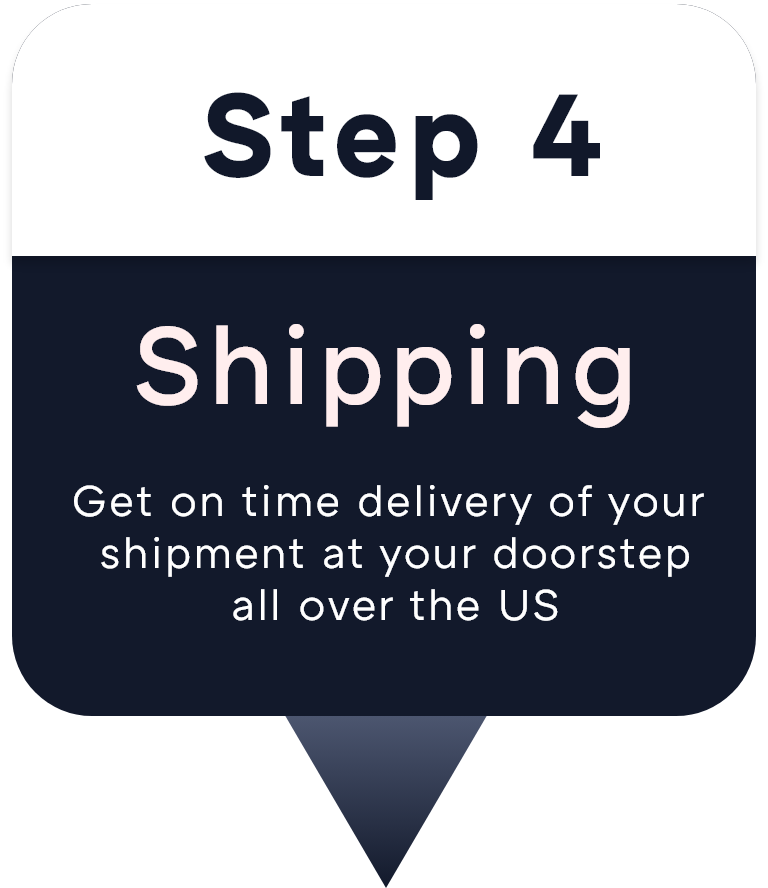 Step 4
Shipping
Get on time delivery of your
shipment at your doorstep
all over the US